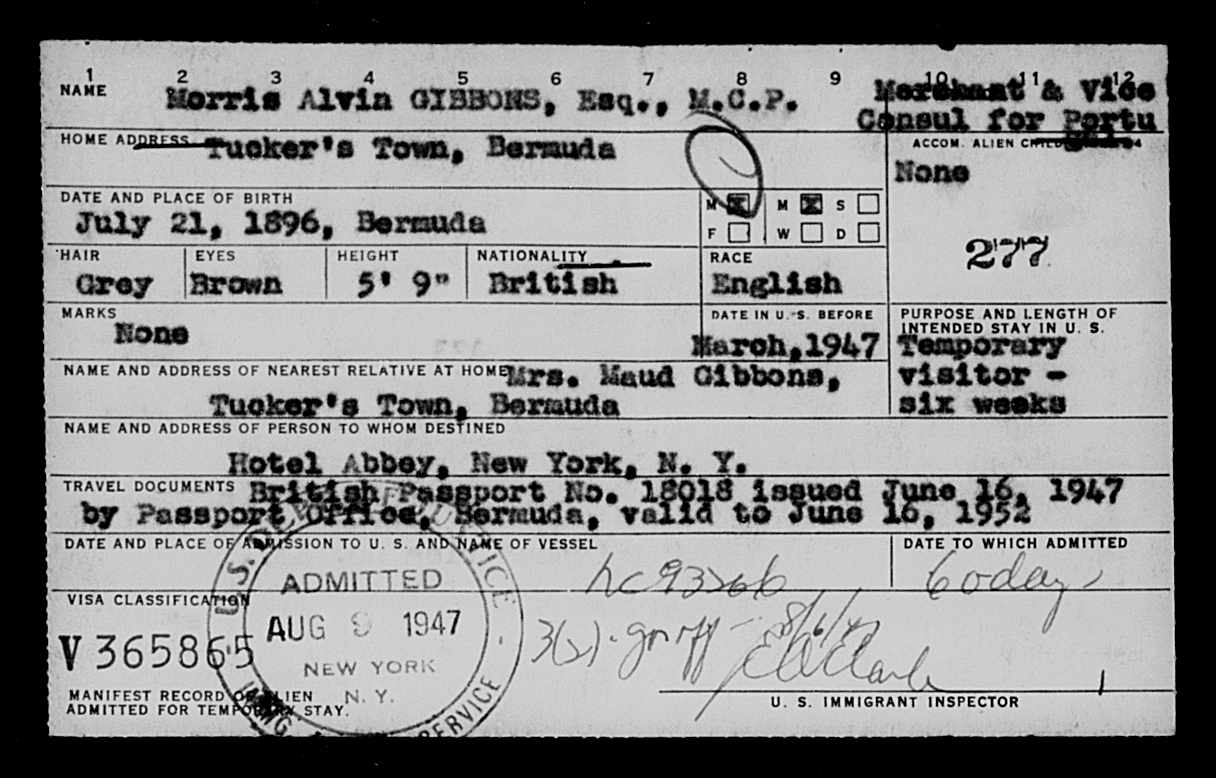 1 2 3 4 5 6 7 8 9 10 11 12
NAME Morris Alvin GIBBONS, Esq., M.C.P. Merchant & Vice
Consul for Portu
HOME ADDRESS Tucker's Town, Bermuda
ACCOM. ALIEN
None
DATE AND PLACE OF BIRTH
July 21, 1896, Bermuda
M X M X S
F W D
277
HAIR EYES HEIGHT NATIONALITY RACE
Grey Brown 5' 9" British English
MARKS DATE IN U. S. BEFORE
None March, 1947
PURPOSE AND LENGTH OF
INTENDED STAY IN U. S.
Temporary
visitor -
six weeks
NAME AND ADDRESS OF NEAREST RELATIVE AT HOME Mrs. Maud Gibbons,
Tucker's Town, Bermuda
NAME AND ADDRESS OF PERSON TO WHOM DESTINED
Hotel Abbey, New York, N. Y.
TRAVEL DOCUMENTS British Passport No. 18018 issued June 16, 1947
by Passport Office, Bermuda, valid to June 16, 1952
DATE AND PLACE OF ADMISSION TO U. S. AND NAME OF VESSEL DATE TO WHICH ADMITTED
60 days
VISA CLASSIFICATION
ADMITTED
AUG 9 1947
NEW YORK
N. Y.
V 365865
3(2)
MANIFEST RECORD OF ALIEN
ADMITTED FOR TEMPORARY STAY.
U. S. IMMIGRANT INSPECTOR